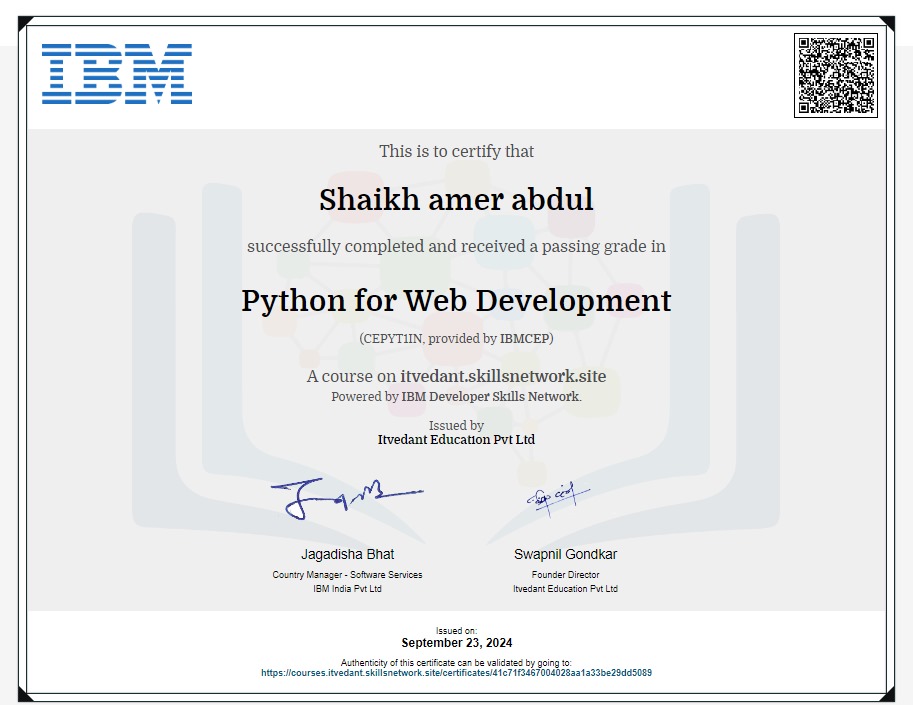 IBM
This is to certify that
Shaikh amer abdul
successfully completed and received a passing grade in
Python for Web Development
(CEPYT1IN, provided by IBMCEP)
A course on itvedant.skillsnetwork.site
Powered by IBM Developer Skills Network.
Issued by
Itvedant Education Pvt Ltd
Jagadisha Bhat
Country Manager - Software Services
IBM India Pvt Ltd
Swapnil Gondkar
Founder Director
Itvedant Education Pvt Ltd
Issued on:
September 23, 2024
Authenticity of this certificate can be validated by going to:
https://courses.itvedant.skillsnetwork.site/certificates/41c71f3467004028aa1a33be29dd5089